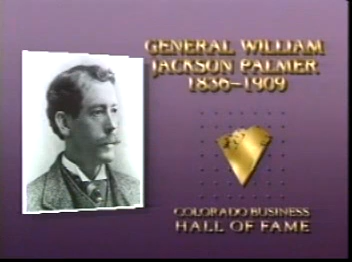 GENERAL WILLIAM
JACKSON PALMER
1836-1909
COLORADO BUSINESS
HALL OF FAME